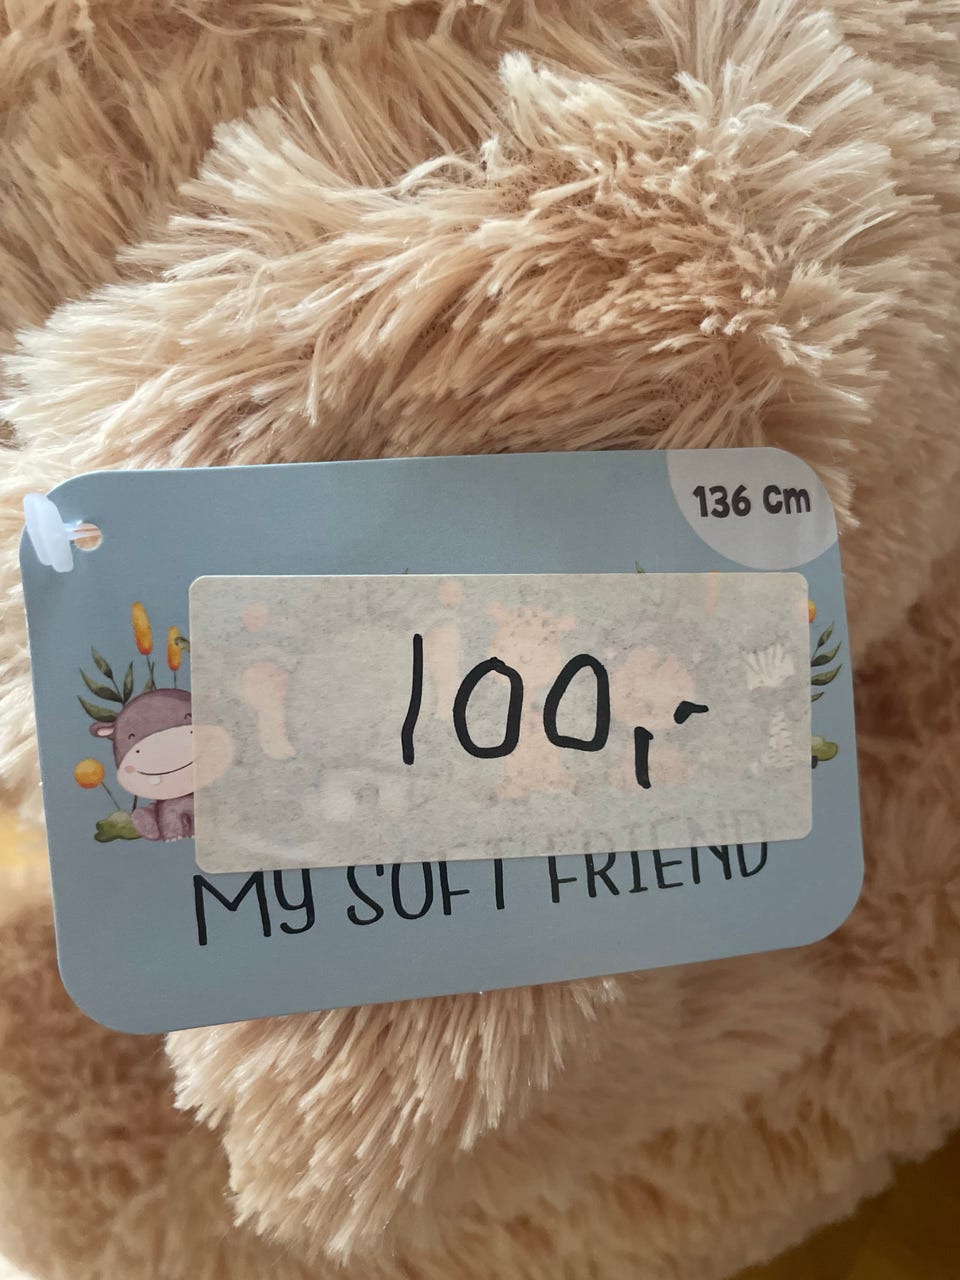 136 Cm
100,-
MY SOFT FRIEND